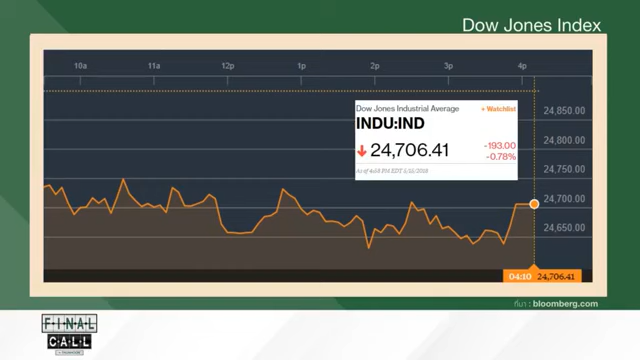 Dow Jones Index
10a 11a 12p 1p 2p 3p 4p
Dow Jones Industrial Average + Watchlist
INDU:IND
24,706.41
-193.00
-0.78%
24,850.00
24,800.00
24,750.00
24,700.00
24,650.00
04:10 24,706.41
ที่มา : bloomberg.com
FINAL
CALL